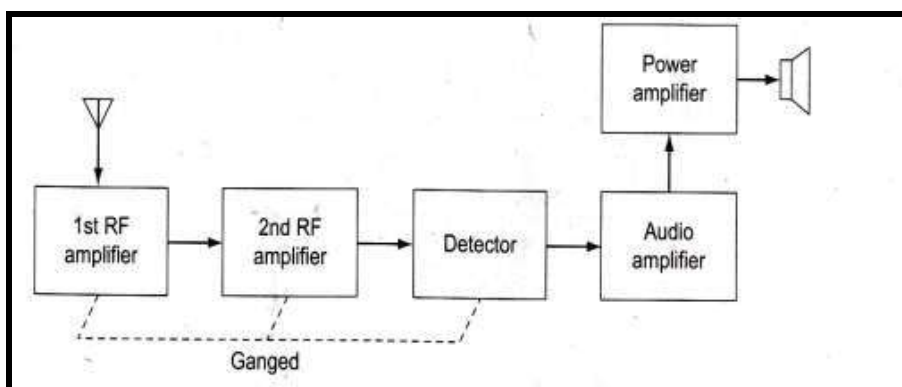 Power
amplifier
1st RF
amplifier
2nd RF
amplifier
Detector
Audio
amplifier
Ganged